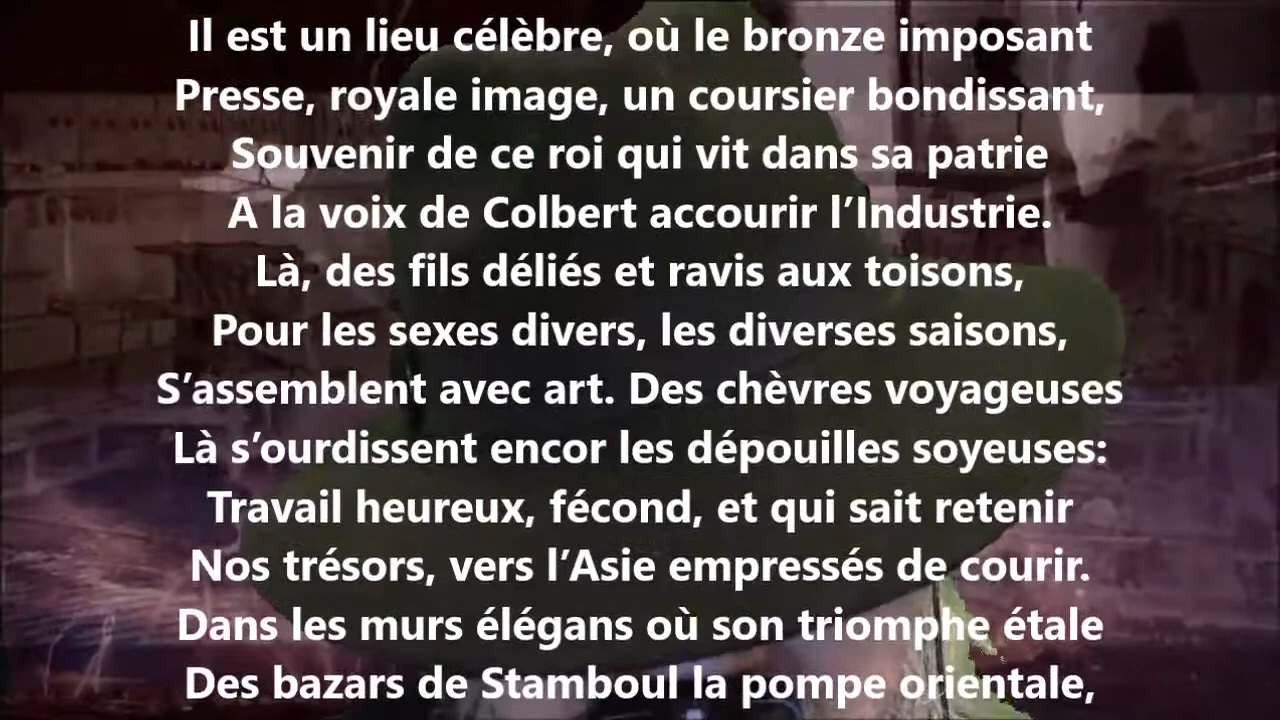 Il est un lieu célèbre, où le bronze imposant
Presse, royale image, un coursier bondissant,
Souvenir de ce roi qui vit dans sa patrie
A la voix de Colbert accourir l’Industrie.
Là, des fils déliés et ravis aux toisons,
Pour les sexes divers, les diverses saisons,
S’assemblent avec art. Des chèvres voyageuses
Là s’ourdissent encor les dépouilles soyeuses:
Travail heureux, fécond, et qui sait retenir
Nos trésors, vers l’Asie empressés de courir.
Dans les murs élégans où son triomphe étale
Des bazars de Stamboul la pompe orientale,